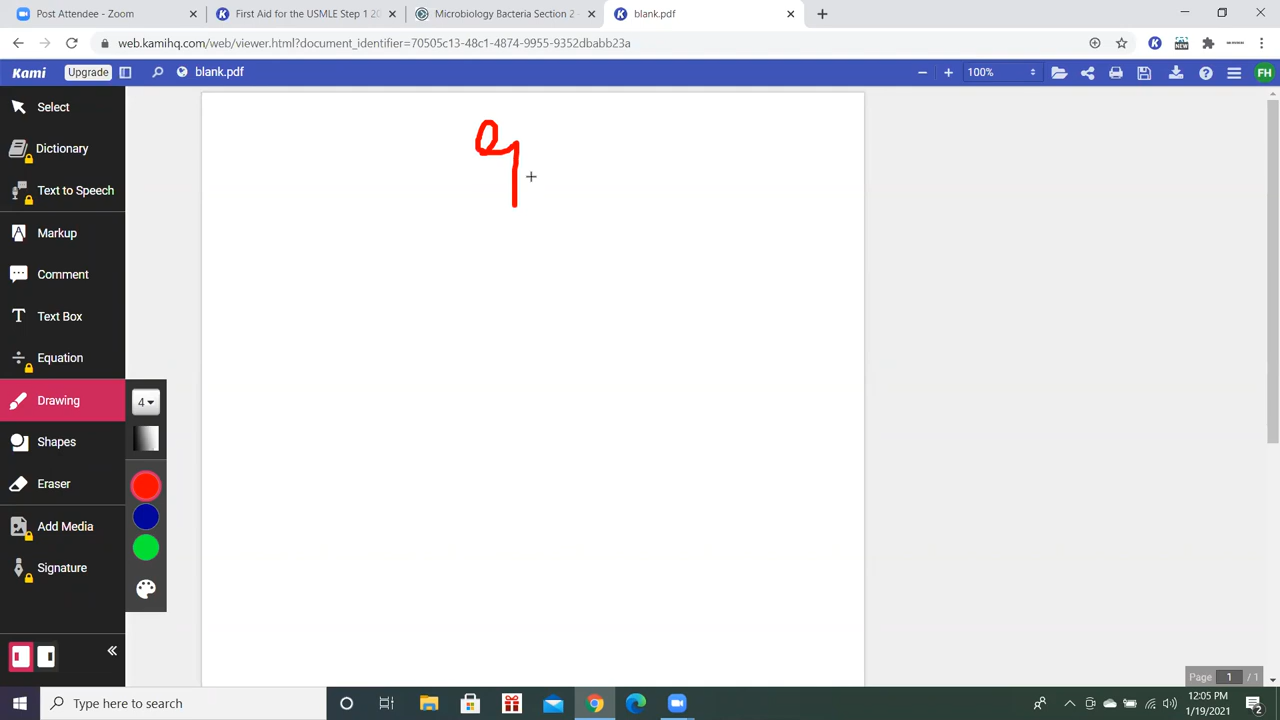 Post Attendee - Zoom
First Aid for the USMLE Step 1 20
Microbiology Bacteria Section 2 -
blank.pdf
web.kamihq.com/web/viewer.html?document_identifier=70505c13-48c1-4874-9955-9352dbabb23a
NEW
Kami
Upgrade
blank.pdf
100%
FH
Select
Dictionary
Text to Speech
Markup
Comment
Text Box
Equation
Drawing
4
Shapes
Eraser
Add Media
Signature
Page 1 / 1
Type here to search
12:05 PM
1/19/2021
2